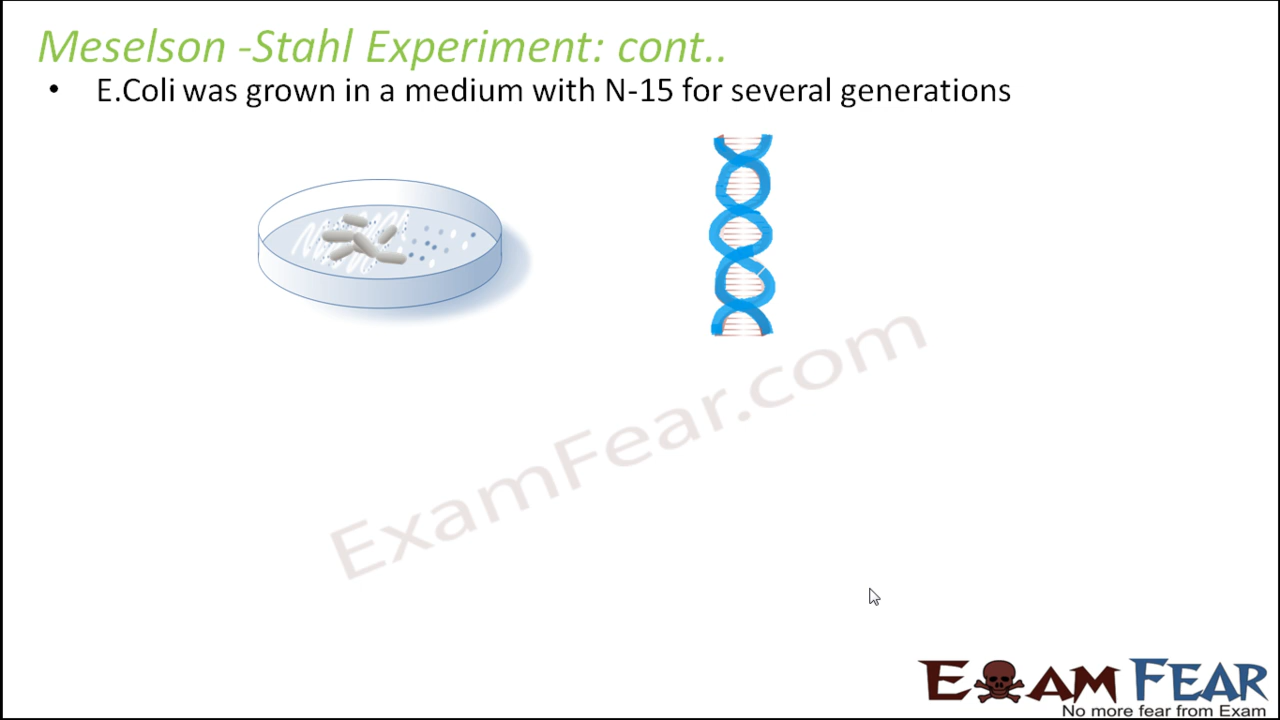 Meselson -Stahl Experiment: cont..
• E.Coli was grown in a medium with N-15 for several generations
ExamFear.com
EXAM FEAR
No more fear from Exam